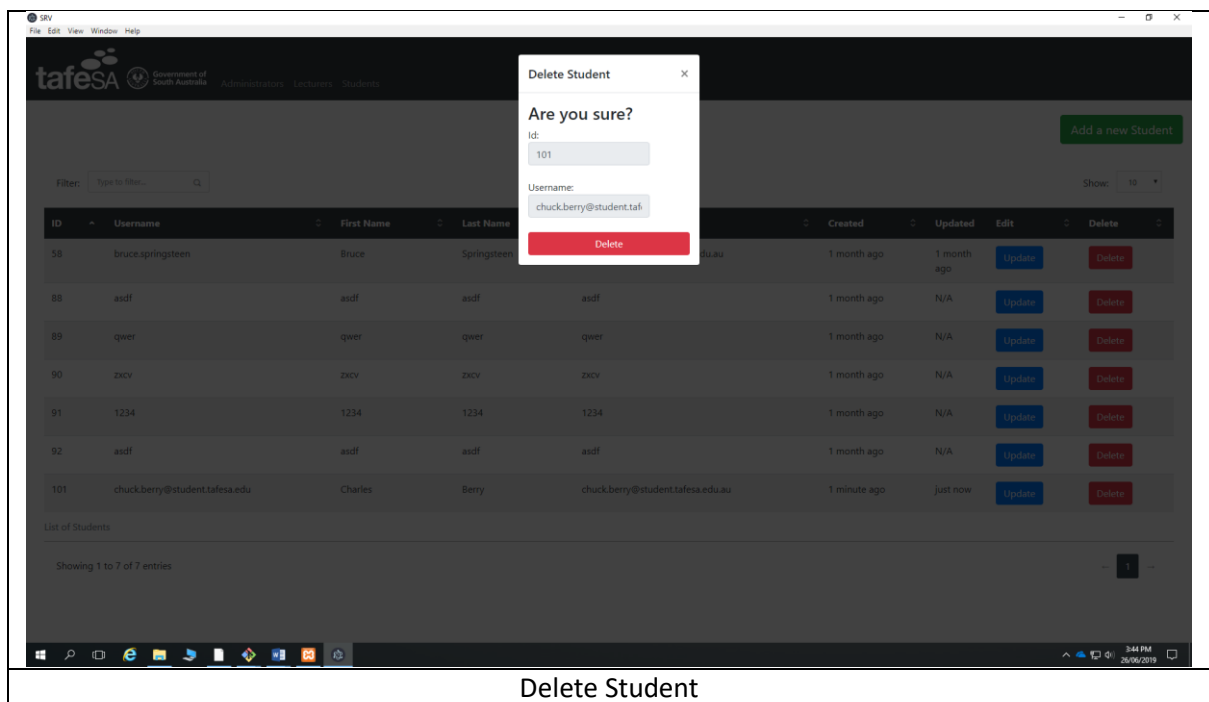 SRV
File Edit View Window Help
tafeSA Government of South Australia Administrators Lecturers Students
Delete Student ×
Are you sure?
Id:
101
Username:
chuck.berry@student.taf
Delete
Add a new Student
Filter: Type to filter... Show: 10
ID Username First Name Last Name Created Updated Edit Delete
58 bruce.springsteen Bruce Springsteen du.au 1 month ago 1 month ago Update Delete
88 asdf asdf asdf asdf 1 month ago N/A Update Delete
89 qwer qwer qwer qwer 1 month ago N/A Update Delete
90 zxcv zxcv zxcv zxcv 1 month ago N/A Update Delete
91 1234 1234 1234 1234 1 month ago N/A Update Delete
92 asdf asdf asdf asdf 1 month ago N/A Update Delete
101 chuck.berry@student.tafesa.edu Charles Berry chuck.berry@student.tafesa.edu.au 1 minute ago just now Update Delete
List of Students
Showing 1 to 7 of 7 entries 1
3:44 PM
26/06/2019
Delete Student